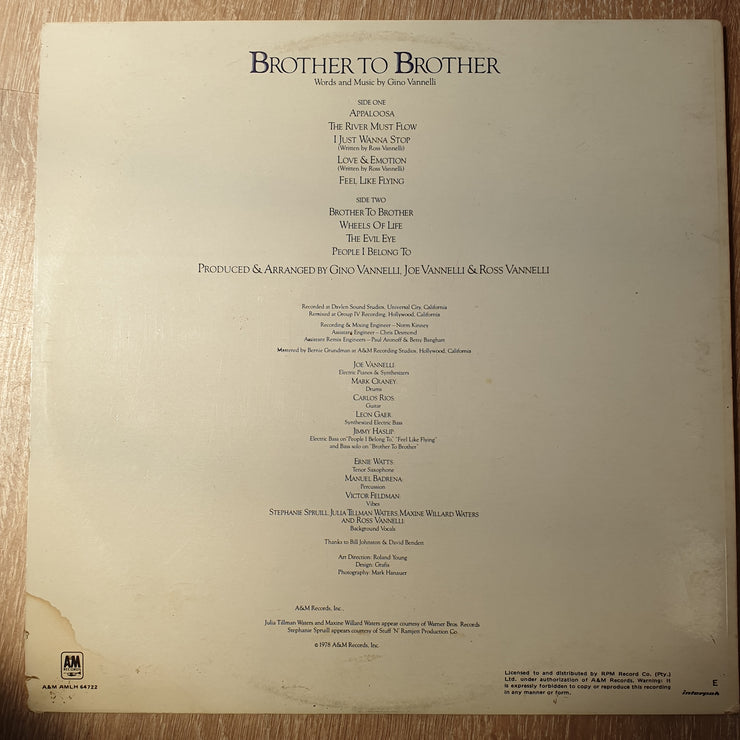 BROTHER TO BROTHER
Words and Music by Gino Vannelli
SIDE ONE
APPALOOSA
THE RIVER MUST FLOW
I JUST WANNA STOP
(Written by Ross Vannelli)
LOVE & EMOTION
(Written by Ross Vannelli)
FEEL LIKE FLYING
SIDE TWO
BROTHER TO BROTHER
WHEELS OF LIFE
THE EVIL EYE
PEOPLE I BELONG TO
PRODUCED & ARRANGED BY GINO VANNELLI, JOE VANNELLI & ROSS VANNELLI
Recorded at Davlen Sound Studios, Universal City, California
Remixed at Group IV Recording, Hollywood, California
Recording & Mixing Engineer – Norm Kinney
Assistant Engineer – Chris Desmond
Assistant Remix Engineers – Paul Aronoff & Betsy Banghart
Mastered by Bernie Grundman at A&M Recording Studios, Hollywood, California
JOE VANNELLI
Electric Pianos & Synthesizers
MARK CRANEY
Drums
CARLOS RIOS
Guitar
LEON GAER
Synthesized Electric Bass
JIMMY HASLIP
Electric Bass on "People I Belong To," "Feel Like Flying"
and Bass solo on "Brother To Brother"
ERNIE WATTS
Tenor Saxophone
MANUEL BADRENA
Percussion
VICTOR FELDMAN
Vibes
STEPHANIE SPRUILL, JULIA TILLMAN WATERS, MAXINE WILLARD WATERS
AND ROSS VANNELLI
Background Vocals
Thanks to Bill Johnston & David Benden
Art Direction: Roland Young
Design: Grafis
Photography: Mark Hanauer
A&M Records, Inc.
Julia Tillman Waters and Maxine Willard Waters appear courtesy of Warner Bros. Records
Stephanie Spruill appears courtesy of Stuff 'N' Ramjett Production Co.
© 1978 A&M Records, Inc.
A&M
RECORDS
A&M AMLH 64722
Licensed to and distributed by RPM Record Co. (Pty.)
Ltd. under authorization of A&M Records. Warning: It
is expressly forbidden to copy or reproduce this recording
in any manner or form.
E
interpak